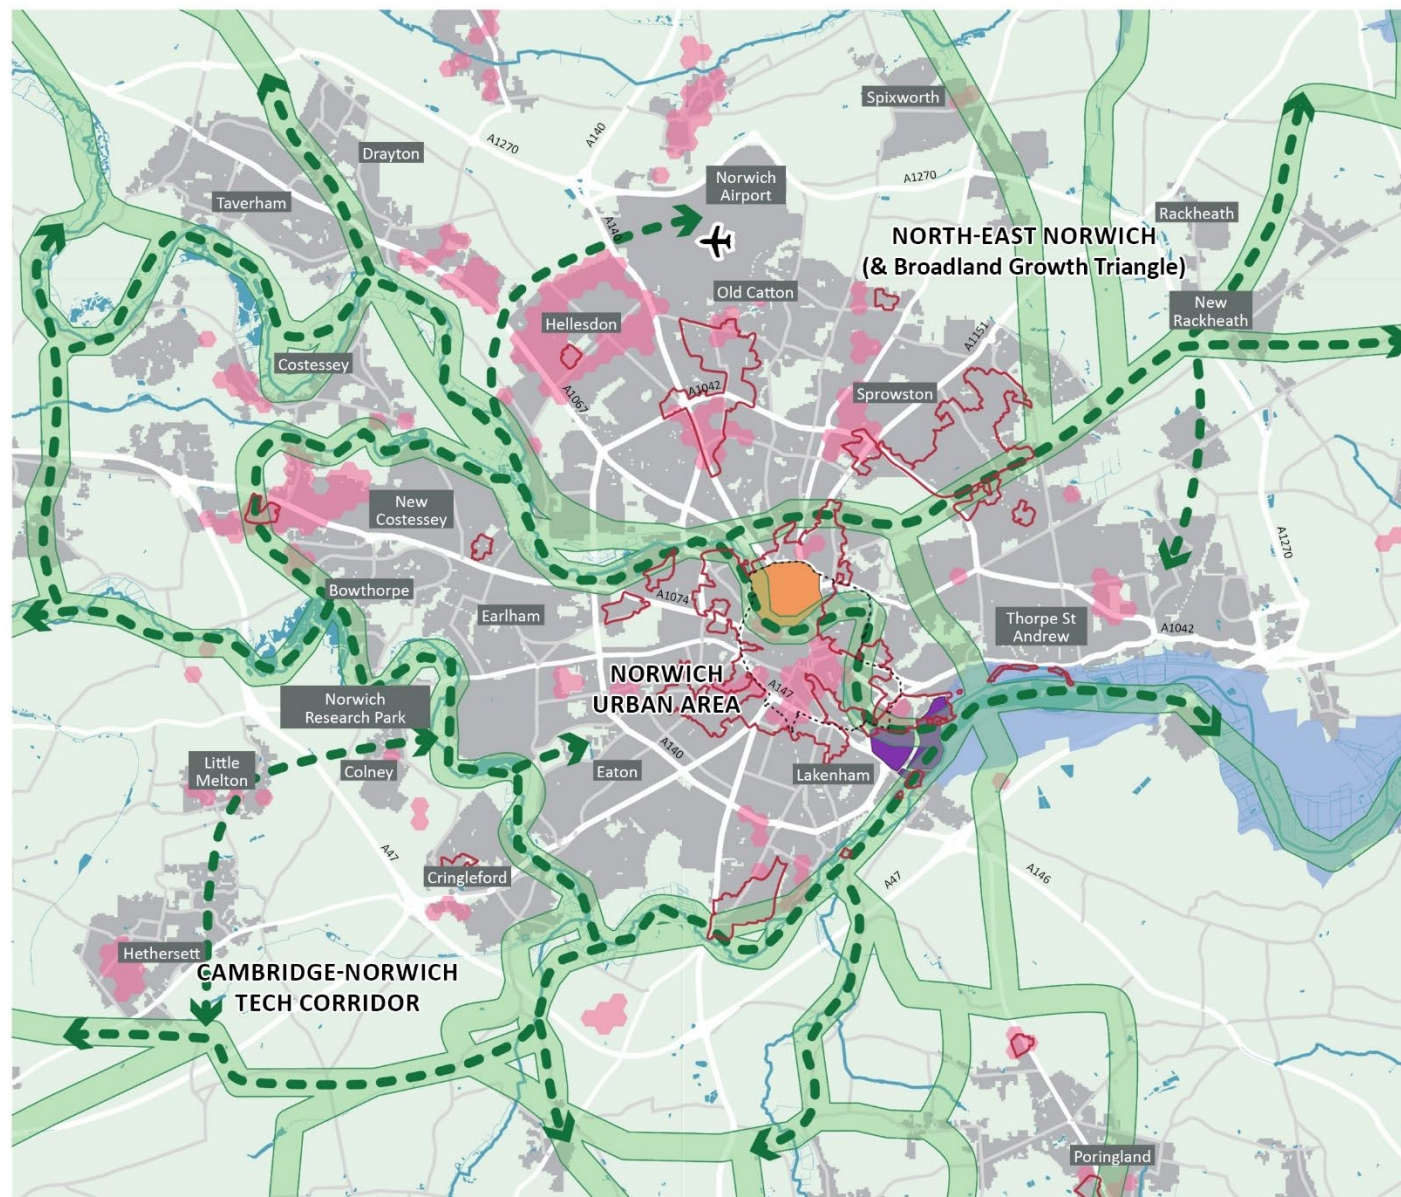 Spixworth
A1270
A140
Drayton
Norwich
Airport
A1270
Taverham
Rackheath
A140
NORTH-EAST NORWICH
(& Broadland Growth Triangle)
Old Catton
New
Rackheath
Hellesdon
A1151
Costessey
A1042
A1067
Sprowston
New
Costessey
A1270
Bowthorpe
Earlham
A1074
Thorpe St
Andrew
A1042
NORWICH
URBAN AREA
A147
Norwich
Research Park
A140
Little
Melton
Colney
Eaton
Lakenham
A47
Cringleford
A47
A146
Hethersett
CAMBRIDGE-NORWICH
TECH CORRIDOR
Poringland